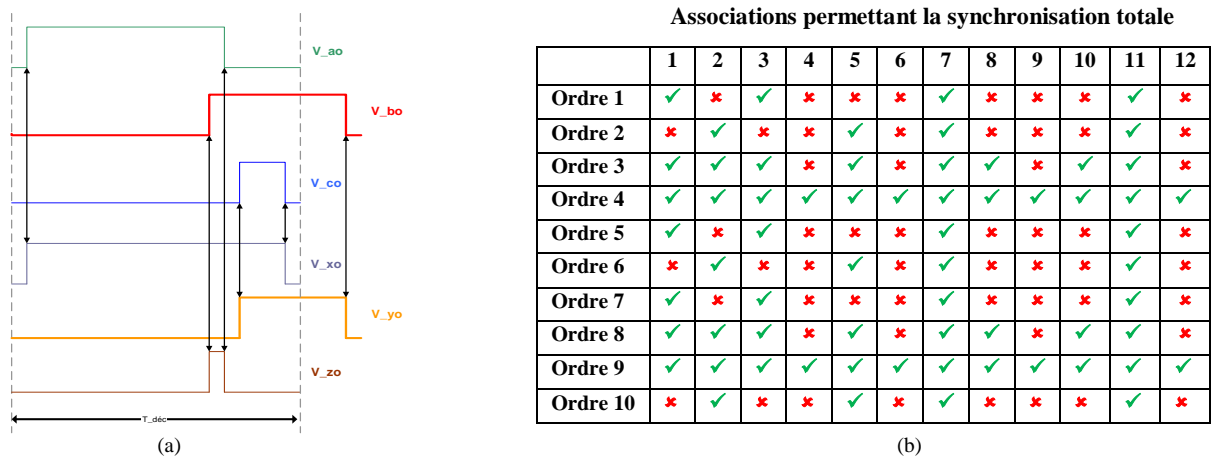 V_ao
V_bo
V_co
V_xo
V_yo
V_zo
T_déc
(a)
Associations permettant la synchronisation totale
1 2 3 4 5 6 7 8 9 10 11 12
Ordre 1 ✓ ✘ ✓ ✘ ✘ ✘ ✓ ✘ ✘ ✘ ✓ ✘
Ordre 2 ✘ ✓ ✘ ✘ ✓ ✘ ✓ ✘ ✘ ✘ ✓ ✘
Ordre 3 ✓ ✓ ✓ ✘ ✓ ✘ ✓ ✓ ✘ ✓ ✓ ✘
Ordre 4 ✓ ✓ ✓ ✓ ✓ ✓ ✓ ✓ ✓ ✓ ✓ ✓
Ordre 5 ✓ ✘ ✓ ✘ ✘ ✘ ✓ ✘ ✘ ✘ ✓ ✘
Ordre 6 ✘ ✓ ✘ ✘ ✓ ✘ ✓ ✘ ✘ ✘ ✓ ✘
Ordre 7 ✓ ✘ ✓ ✘ ✘ ✘ ✓ ✘ ✘ ✘ ✓ ✘
Ordre 8 ✓ ✓ ✓ ✘ ✓ ✘ ✓ ✓ ✘ ✓ ✓ ✘
Ordre 9 ✓ ✓ ✓ ✓ ✓ ✓ ✓ ✓ ✓ ✓ ✓ ✓
Ordre 10 ✘ ✓ ✘ ✘ ✓ ✘ ✓ ✘ ✘ ✘ ✓ ✘
(b)